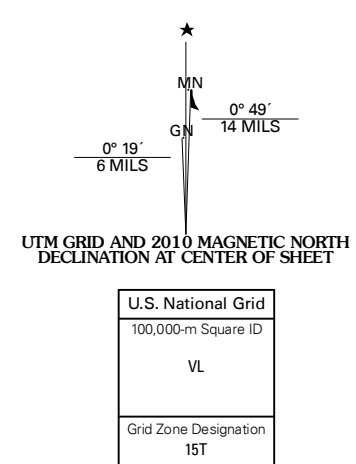 ★
MN
0° 49´
14 MILS
GN
0° 19´
6 MILS
UTM GRID AND 2010 MAGNETIC NORTH
DECLINATION AT CENTER OF SHEET
U.S. National Grid
100,000-m Square ID
VL
Grid Zone Designation
15T